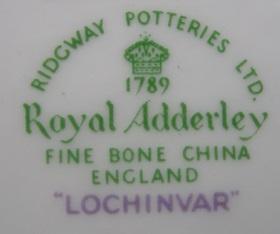 RIDGWAY POTTERIES LTD.
1789
Royal Adderley
FINE BONE CHINA
ENGLAND
"LOCHINVAR"